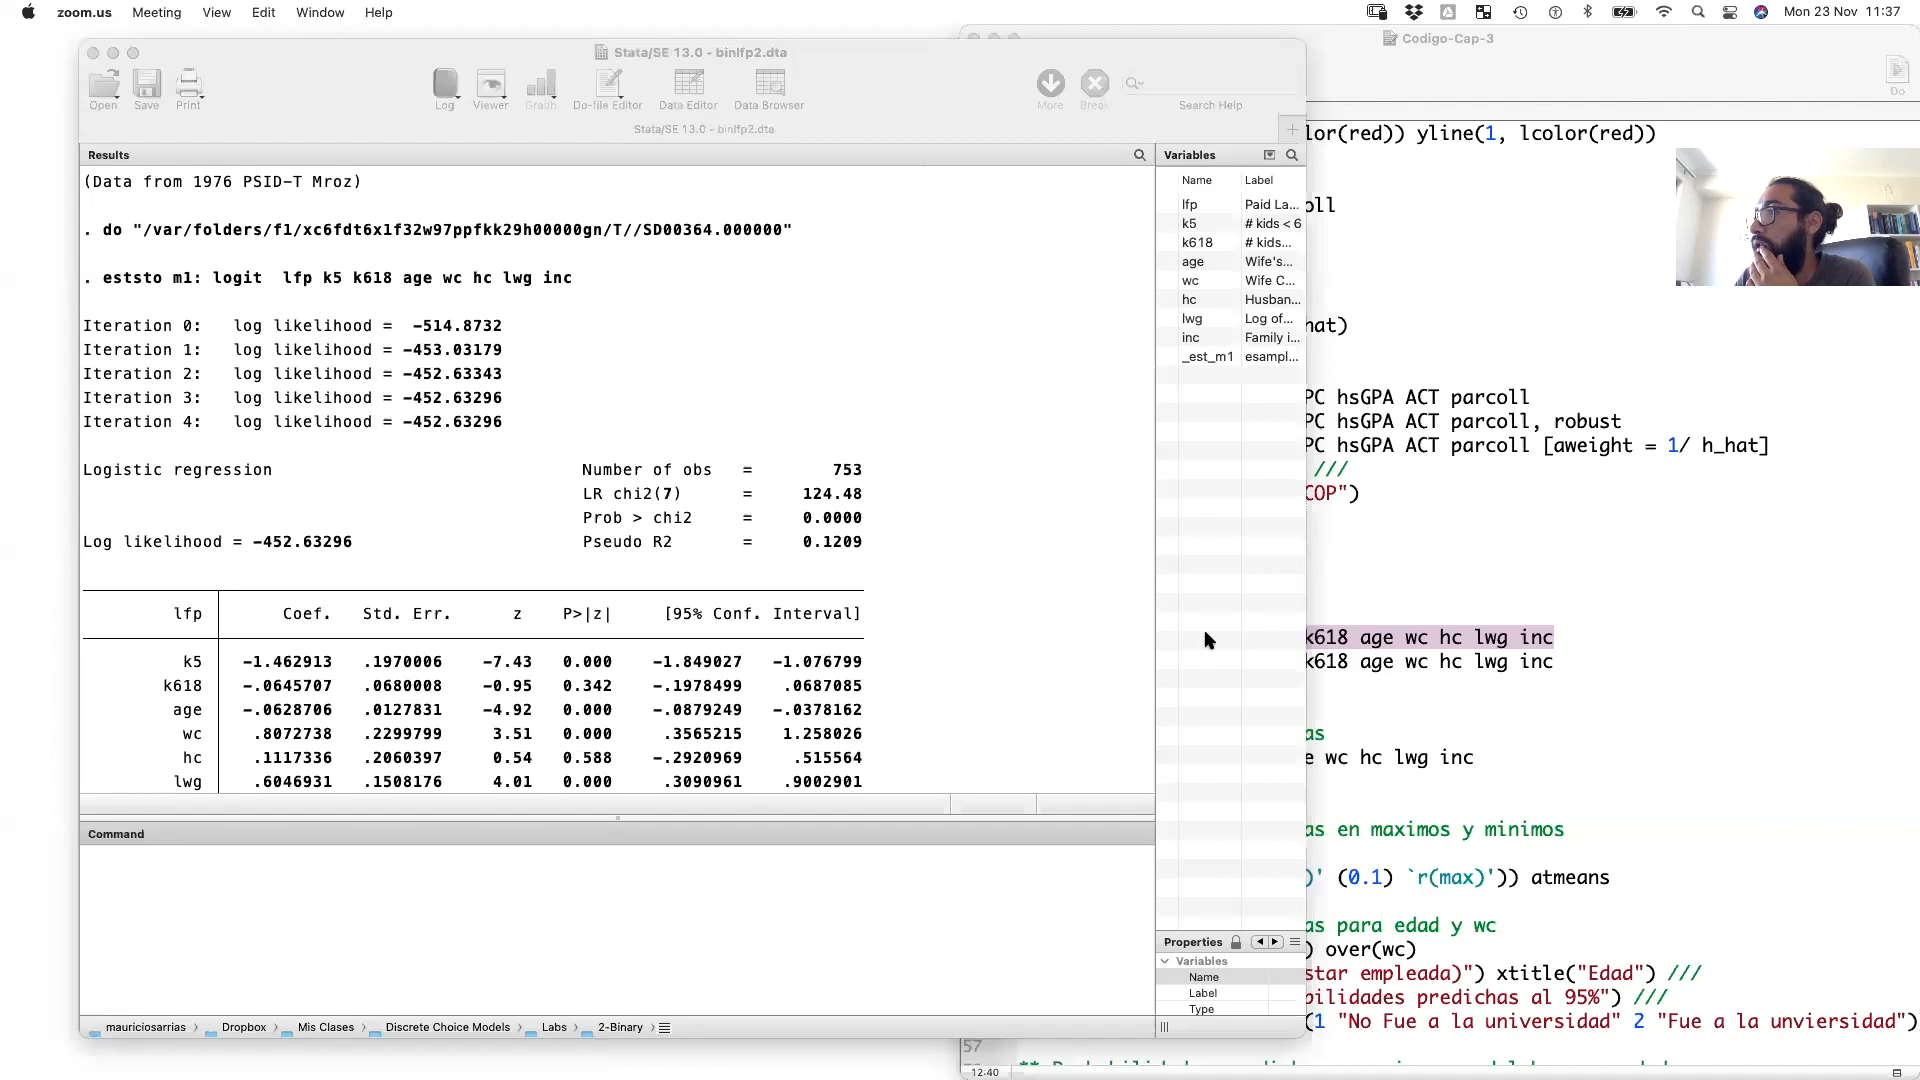 zoom.us Meeting View Edit Window Help
Mon 23 Nov 11:37
Stata/SE 13.0 - binlfp2.dta
Open Save Print Log Viewer Graph Do-file Editor Data Editor Data Browser More Break Search Help
Stata/SE 13.0 - binlfp2.dta
Results
(Data from 1976 PSID-T Mroz)
. do "/var/folders/f1/xc6fdt6x1f32w97ppfkk29h00000gn/T//SD00364.000000"
. eststo m1: logit lfp k5 k618 age wc hc lwg inc
Iteration 0: log likelihood = -514.8732
Iteration 1: log likelihood = -453.03179
Iteration 2: log likelihood = -452.63343
Iteration 3: log likelihood = -452.63296
Iteration 4: log likelihood = -452.63296
Logistic regression Number of obs = 753
LR chi2(7) = 124.48
Prob > chi2 = 0.0000
Log likelihood = -452.63296 Pseudo R2 = 0.1209
lfp Coef. Std. Err. z P>|z| [95% Conf. Interval]
k5 -1.462913 .1970006 -7.43 0.000 -1.849027 -1.076799
k618 -.0645707 .0680008 -0.95 0.342 -.1978499 .0687085
age -.0628706 .0127831 -4.92 0.000 -.0879249 -.0378162
wc .8072738 .2299799 3.51 0.000 .3565215 1.258026
hc .1117336 .2060397 0.54 0.588 -.2920969 .515564
lwg .6046931 .1508176 4.01 0.000 .3090961 .9002901
Command
mauriciosarrias Dropbox Mis Clases Discrete Choice Models Labs 2-Binary
Variables
Name Label
lfp Paid La...
k5 # kids < 6
k618 # kids...
age Wife's...
wc Wife C...
hc Husban...
lwg Log of...
inc Family i...
_est_m1 esampl...
Properties
Variables
Name
Label
Type
Codigo-Cap-3
Do
lor(red)) yline(1, lcolor(red))
oll
hat)
PC hsGPA ACT parcoll
PC hsGPA ACT parcoll, robust
PC hsGPA ACT parcoll [aweight = 1/ h_hat]
///
COP")
k618 age wc hc lwg inc
k618 age wc hc lwg inc
as
e wc hc lwg inc
as en maximos y minimos
)' (0.1) `r(max)')) atmeans
as para edad y wc
) over(wc)
star empleada)") xtitle("Edad") ///
bilidades predichas al 95%") ///
(1 "No Fue a la universidad" 2 "Fue a la unviersidad")
57
12:40